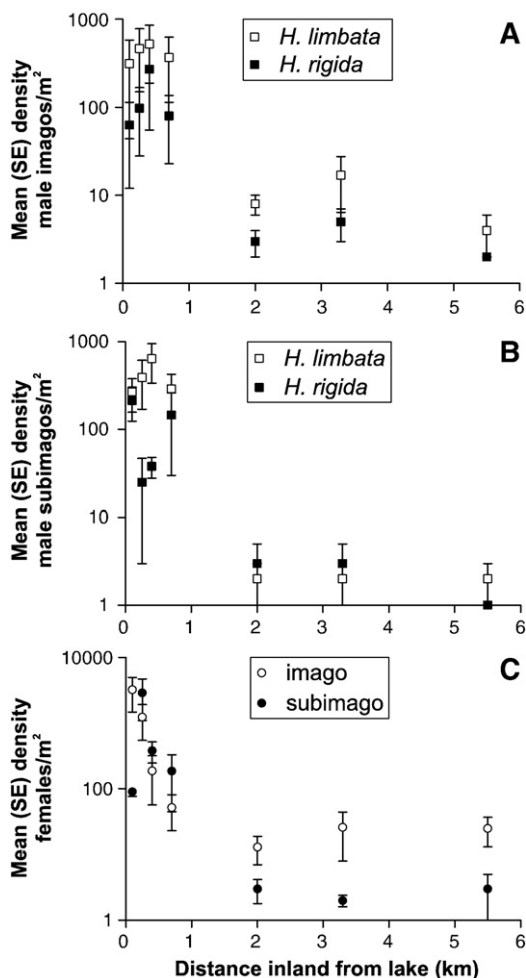 Mean (SE) density
male imagos/m²
1000
100
10
1
A
H. limbata
H. rigida
0 1 2 3 4 5 6
Mean (SE) density
male subimagos/m²
1000
100
10
1
B
H. limbata
H. rigida
0 1 2 3 4 5 6
Mean (SE) density
females/m²
10000
100
1
C
imago
subimago
0 1 2 3 4 5 6
Distance inland from lake (km)